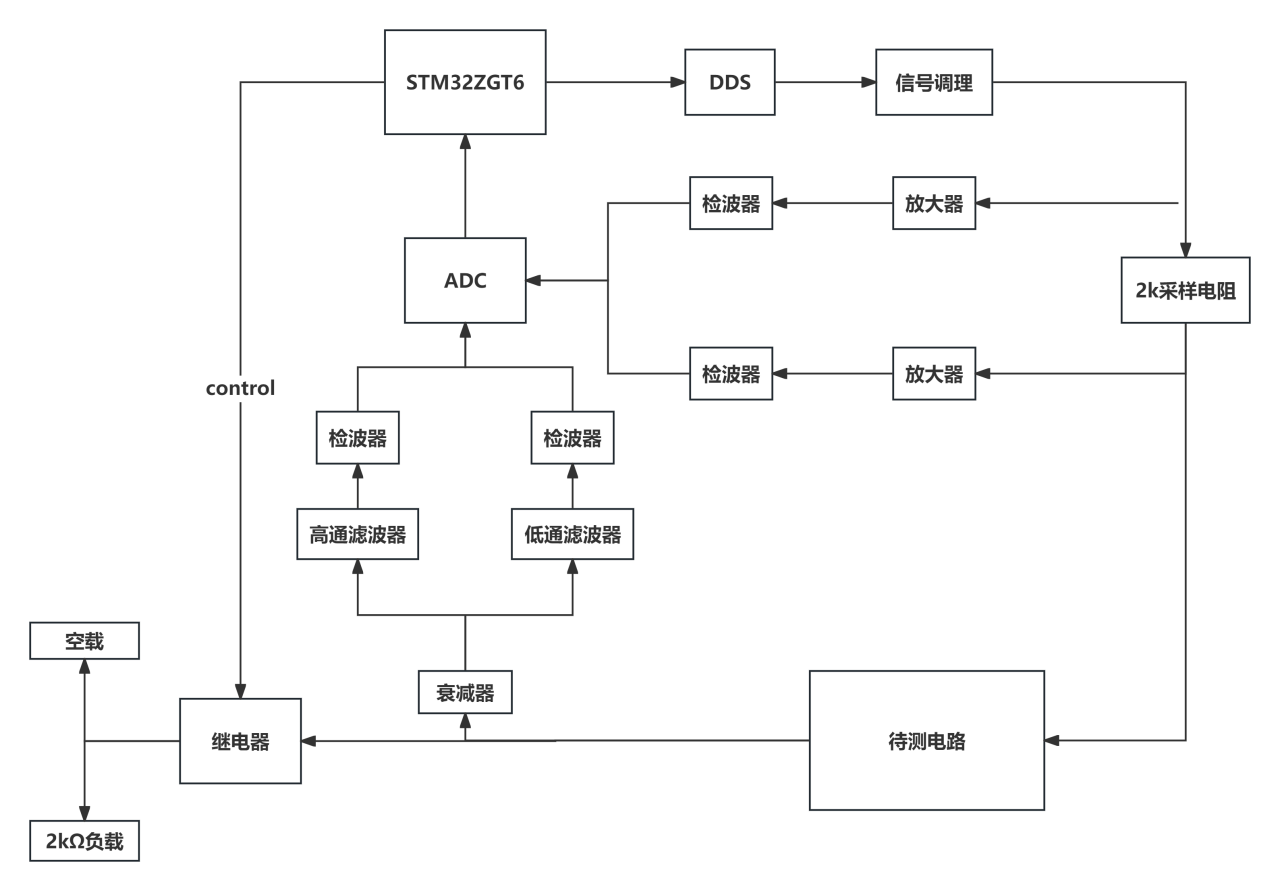 STM32ZGT6
DDS
信号调理
检波器
放大器
ADC
2k采样电阻
检波器
放大器
control
检波器
检波器
高通滤波器
低通滤波器
空载
衰减器
继电器
待测电路
2kΩ负载